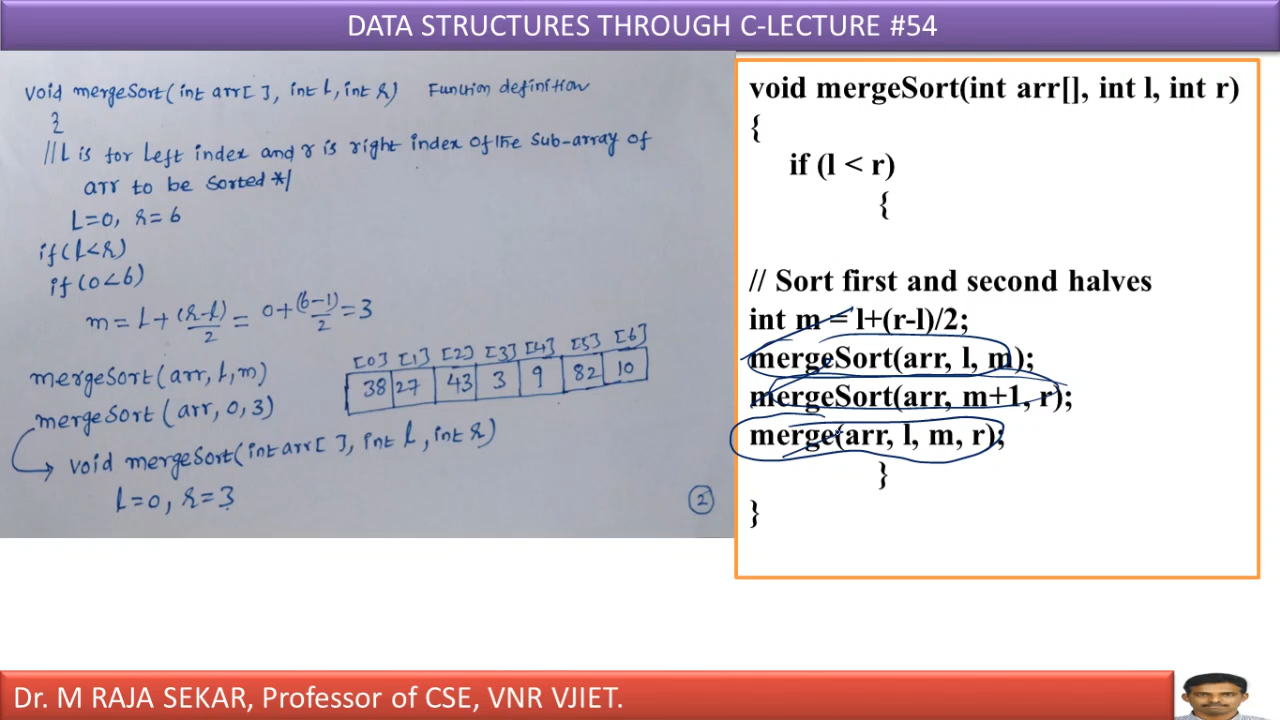 DATA STRUCTURES THROUGH C-LECTURE #54
void mergeSort(int arr[], int l, int r) Function definition
{
//L is for left index and r is right index of the sub-array of
arr to be sorted */
L=0, r=6
if(l<r)
if(0<6)
m = l + (r-l)/2 = 0+(6-1)/2 = 3
mergeSort(arr, l, m)
mergeSort(arr, 0, 3)
[0] [1] [2] [3] [4] [5] [6]
38 27 43 3 9 82 10
void mergeSort(int arr[], int l, int r)
l=0, r=3
2
void mergeSort(int arr[], int l, int r)
{
if (l < r)
{
// Sort first and second halves
int m = l+(r-l)/2;
mergeSort(arr, l, m);
mergeSort(arr, m+1, r);
merge(arr, l, m, r);
}
}
Dr. M RAJA SEKAR, Professor of CSE, VNR VJIET.